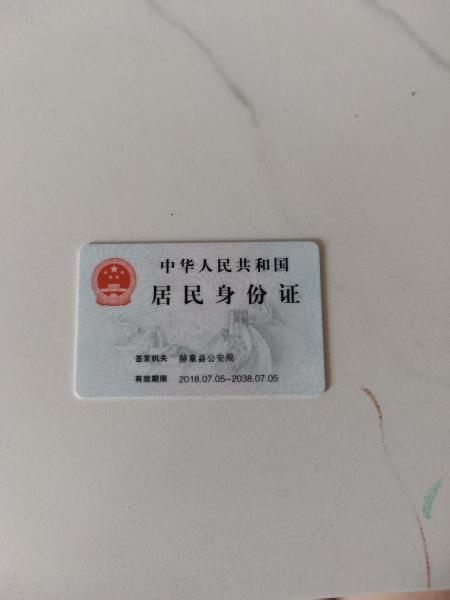 中华人民共和国
居民身份证
签发机关 赫章县公安局
有效期限 2018.07.05-2038.07.05